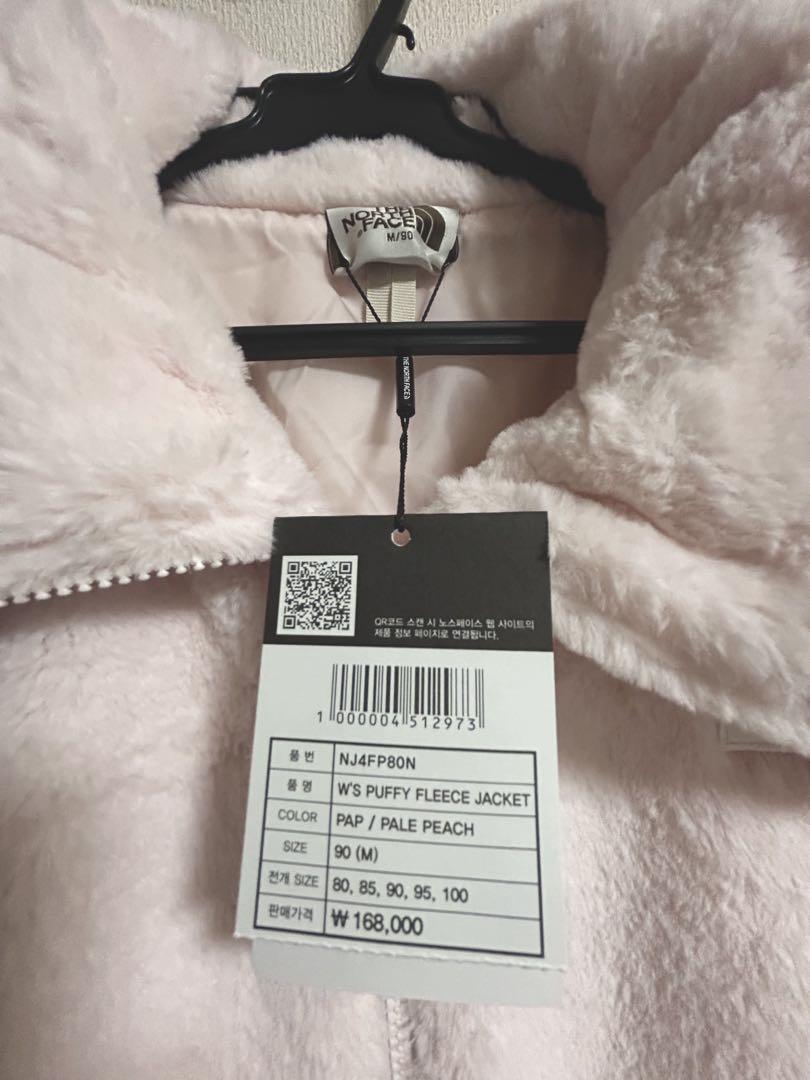 THE
NORTH
FACE
M/90
THE NORTH FACE
QR코드 스캔 시 노스페이스 웹 사이트의
제품 정보 페이지로 연결됩니다.
1 000004 512973
품 번 NJ4FP80N
품 명 W'S PUFFY FLEECE JACKET
COLOR PAP / PALE PEACH
SIZE 90 (M)
전개 SIZE 80, 85, 90, 95, 100
판매가격 ₩ 168,000